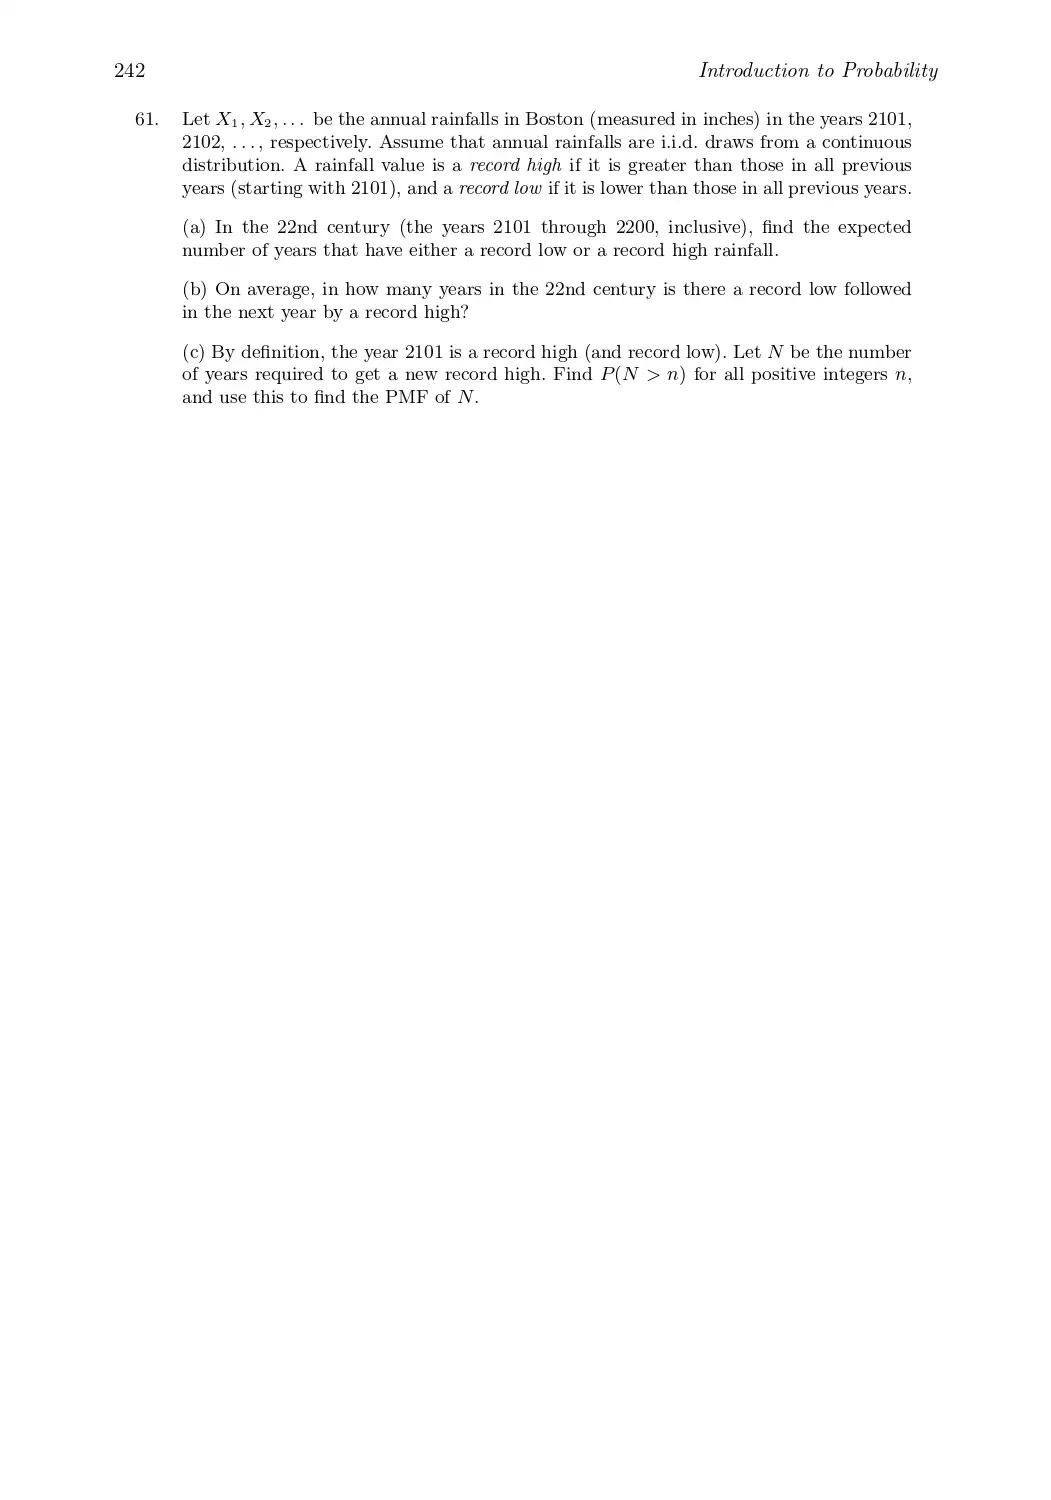 242
Introduction to Probability
61. Let X₁, X₂, . . . be the annual rainfalls in Boston (measured in inches) in the years 2101,
2102, . . . , respectively. Assume that annual rainfalls are i.i.d. draws from a continuous
distribution. A rainfall value is a record high if it is greater than those in all previous
years (starting with 2101), and a record low if it is lower than those in all previous years.
(a) In the 22nd century (the years 2101 through 2200, inclusive), find the expected
number of years that have either a record low or a record high rainfall.
(b) On average, in how many years in the 22nd century is there a record low followed
in the next year by a record high?
(c) By definition, the year 2101 is a record high (and record low). Let N be the number
of years required to get a new record high. Find P(N > n) for all positive integers n,
and use this to find the PMF of N.